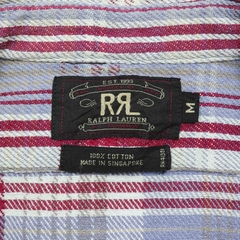 EST. 1993
RRL
RALPH LAUREN
M
100% COTTON
MADE IN SINGAPORE